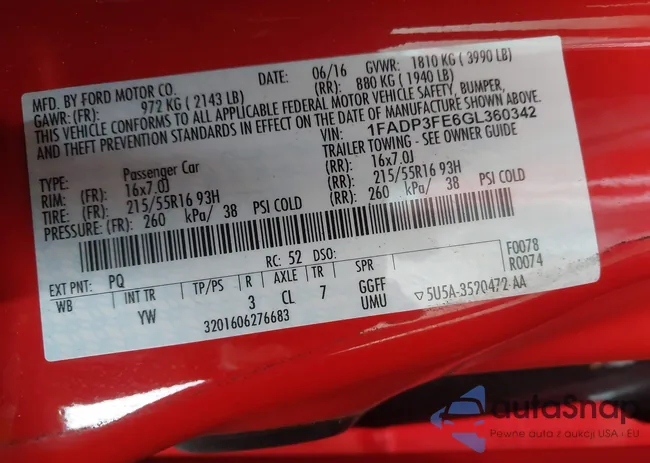 MFD. BY FORD MOTOR CO. DATE: 06/16 GVWR: 1810 KG ( 3990 LB)
GAWR: (FR): 972 KG ( 2143 LB) (RR): 880 KG ( 1940 LB)
THIS VEHICLE CONFORMS TO ALL APPLICABLE FEDERAL MOTOR VEHICLE SAFETY, BUMPER,
AND THEFT PREVENTION STANDARDS IN EFFECT ON THE DATE OF MANUFACTURE SHOWN ABOVE.
VIN: 1FADP3FE6GL360342
TYPE: Passenger Car TRAILER TOWING - SEE OWNER GUIDE
RIM: (FR): 16x7.0J (RR): 16x7.0J
TIRE: (FR): 215/55R16 93H (RR): 215/55R16 93H
PRESSURE: (FR): 260 kPa/ 38 PSI COLD (RR): 260 kPa/ 38 PSI COLD
EXT PNT: PQ RC: 52 DSO: F0078
WB INT TR TP/PS R AXLE TR SPR R0074
YW 3 CL 7 GGFF
UMU ▽5U5A-3520472 AA
3201606276683
autoSnap
Pewne auta z aukcji USA i EU